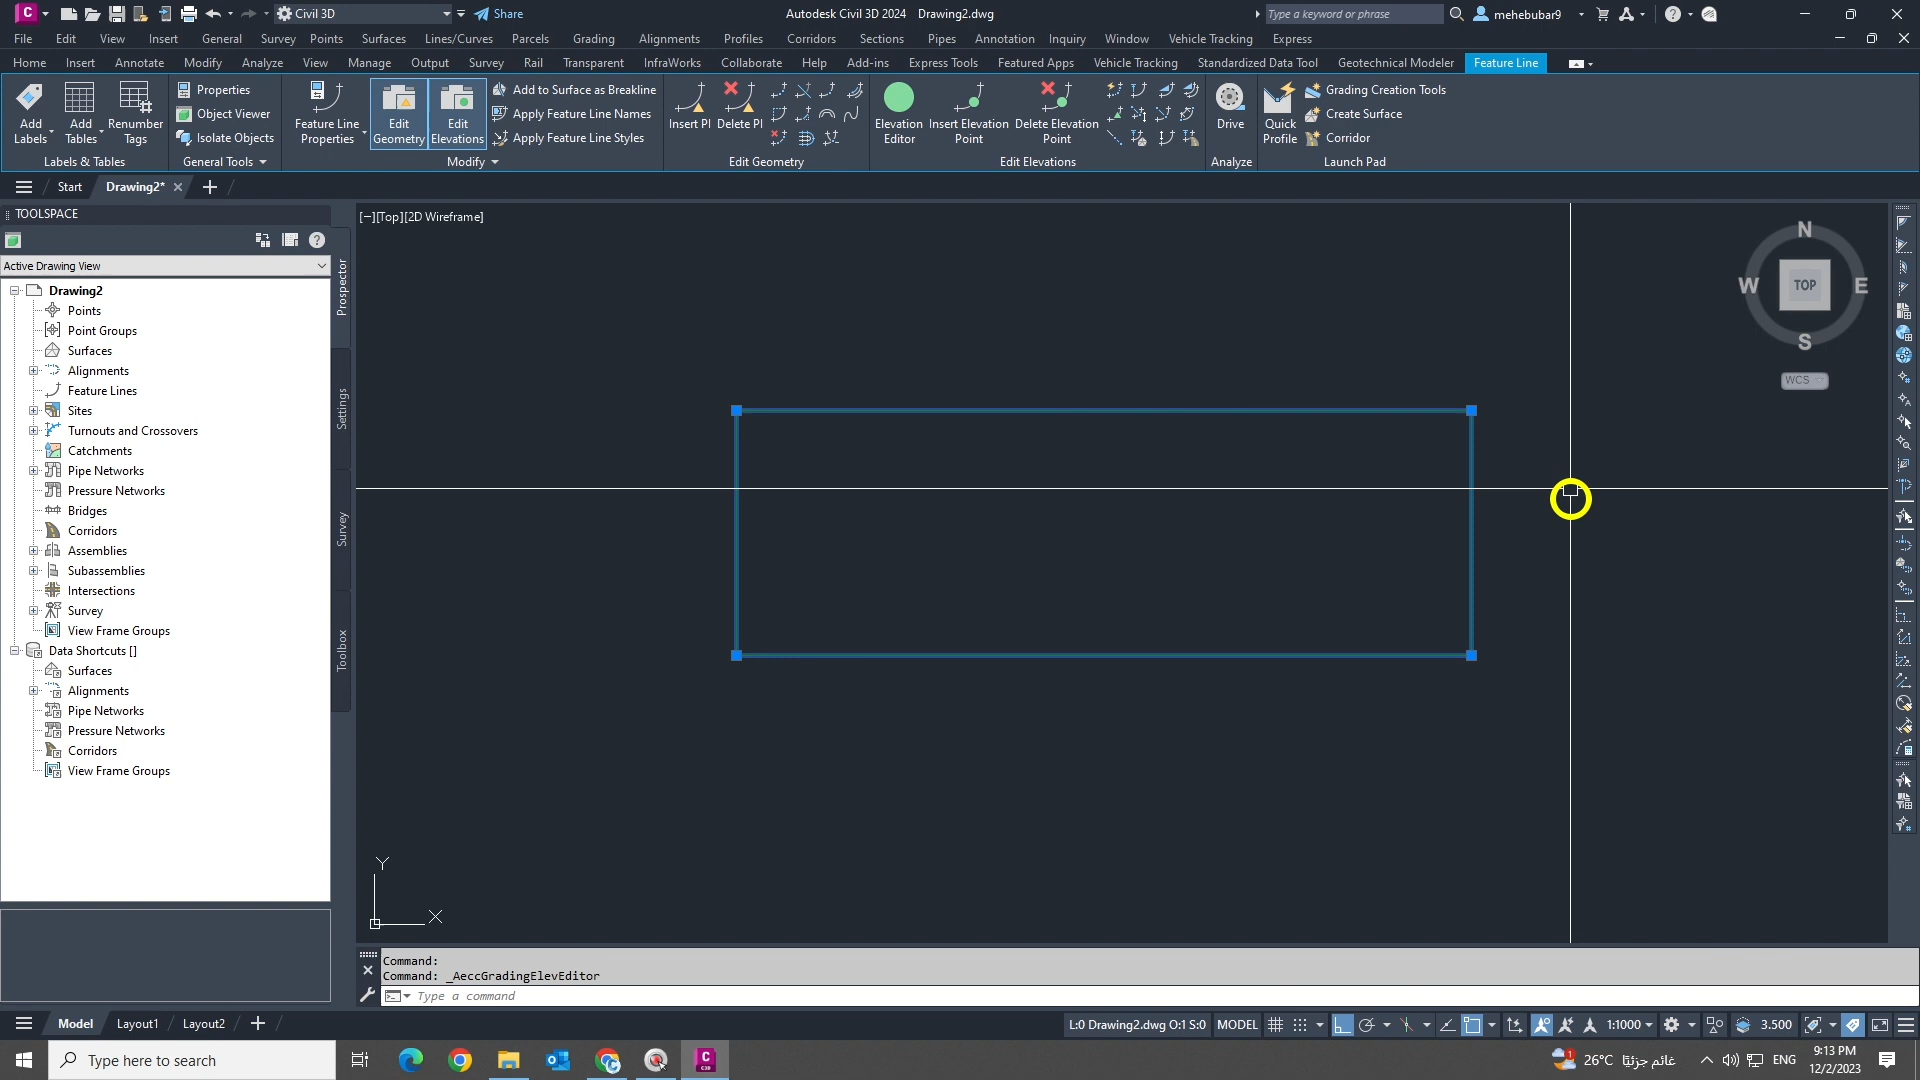 Civil 3D
Share
Autodesk Civil 3D 2024 Drawing2.dwg
Type a keyword or phrase
mehebubar9
File Edit View Insert General Survey Points Surfaces Lines/Curves Parcels Grading Alignments Profiles Corridors Sections Pipes Annotation Inquiry Window Vehicle Tracking Express
Home Insert Annotate Modify Analyze View Manage Output Survey Rail Transparent InfraWorks Collaborate Help Add-ins Express Tools Featured Apps Vehicle Tracking Standardized Data Tool Geotechnical Modeler Feature Line
Add Labels
Add Tables
Renumber Tags
Labels & Tables
Properties
Object Viewer
Isolate Objects
General Tools
Feature Line Properties
Edit Geometry
Edit Elevations
Add to Surface as Breakline
Apply Feature Line Names
Apply Feature Line Styles
Modify
Insert PI
Delete PI
Edit Geometry
Elevation Editor
Insert Elevation Point
Delete Elevation Point
Edit Elevations
Drive
Analyze
Quick Profile
Grading Creation Tools
Create Surface
Corridor
Launch Pad
Start
Drawing2*
TOOLSPACE
Active Drawing View
Drawing2
Points
Point Groups
Surfaces
Alignments
Feature Lines
Sites
Turnouts and Crossovers
Catchments
Pipe Networks
Pressure Networks
Bridges
Corridors
Assemblies
Subassemblies
Intersections
Survey
View Frame Groups
Data Shortcuts []
Surfaces
Alignments
Pipe Networks
Pressure Networks
Corridors
View Frame Groups
Prospector
Settings
Survey
Toolbox
[−][Top][2D Wireframe]
N
W TOP E
S
WCS
Y
X
Command:
Command: _AeccGradingElevEditor
Type a command
Model Layout1 Layout2
L:0 Drawing2.dwg O:1 S:0 MODEL 1:1000 3.500
Type here to search
26°C غائم جزئيًا
ENG
9:13 PM
12/2/2023